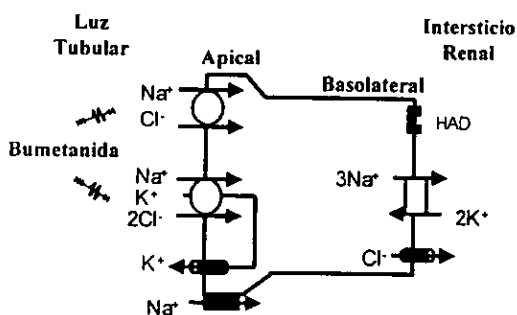 Luz
Tubular
Intersticio
Renal
Apical
Basolateral
Na⁺
Cl⁻
HAD
Bumetanida
Na⁺
K⁺
2Cl⁻
3Na⁺
2K⁺
K⁺
Cl⁻
Na⁺